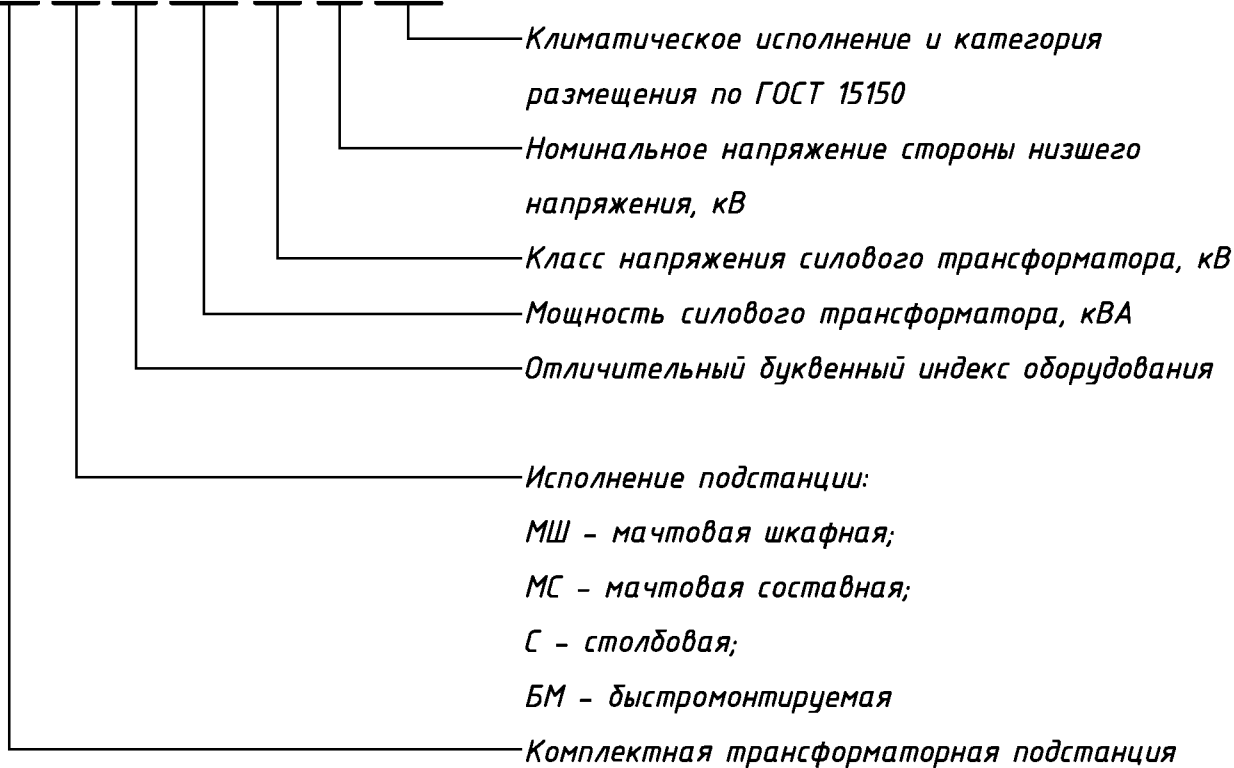 Климатическое исполнение и категория
размещения по ГОСТ 15150
Номинальное напряжение стороны низшего
напряжения, кВ
Класс напряжения силового трансформатора, кВ
Мощность силового трансформатора, кВА
Отличительный буквенный индекс оборудования
Исполнение подстанции:
МШ - мачтовая шкафная;
МС - мачтовая составная;
С - столбовая;
БМ - быстромонтируемая
Комплектная трансформаторная подстанция